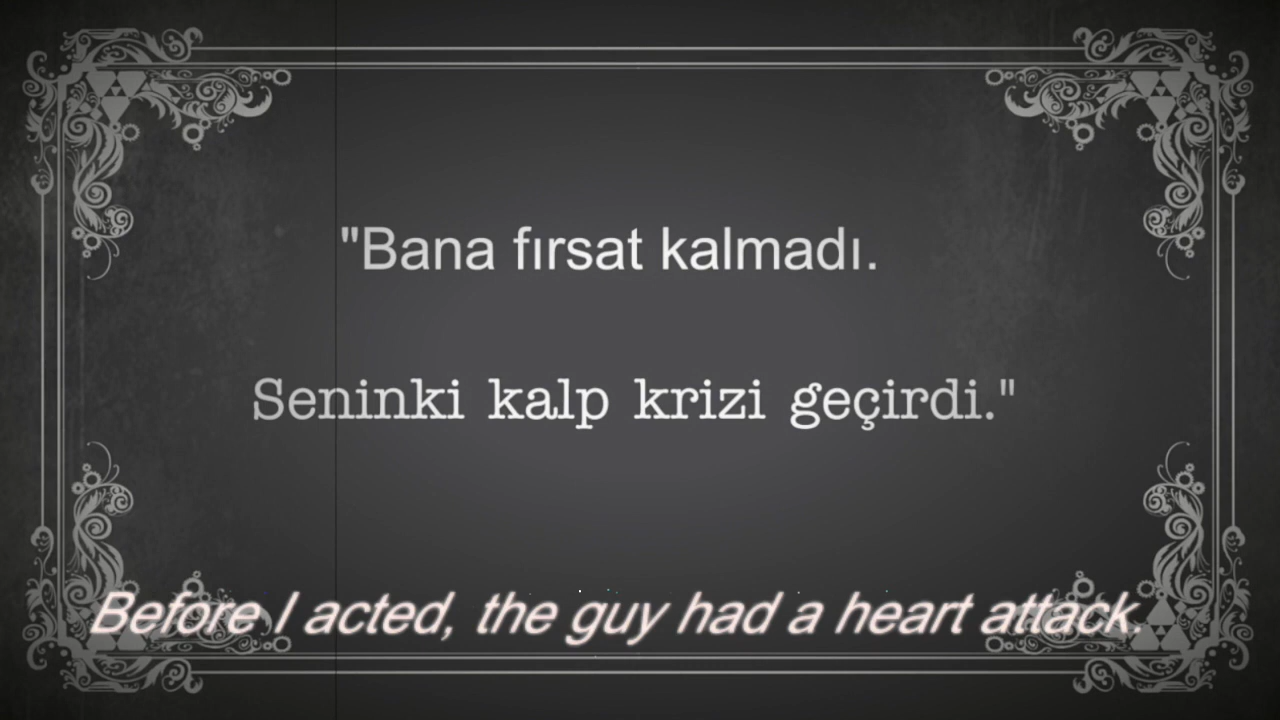 "Bana fırsat kalmadı.
Seninki kalp krizi geçirdi."
Before I acted, the guy had a heart attack.